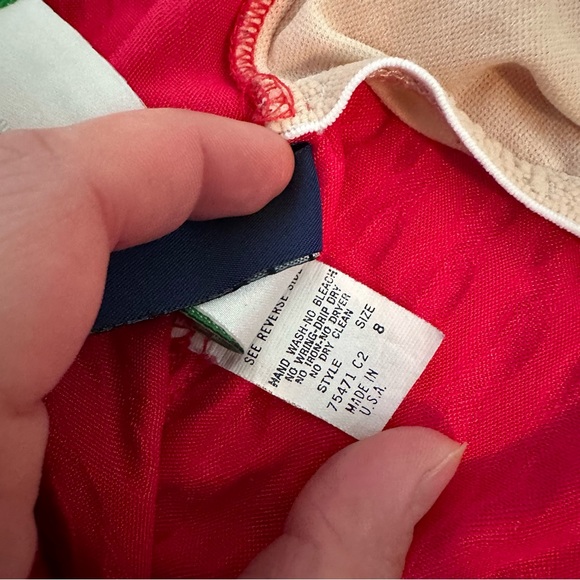 SEE REVERSE SIDE
HAND WASH-NO BLEACH
NO WRING-DRIP DRY
NO IRON-NO DRYER
NO DRY CLEAN
STYLE SIZE
75471 C2 8
MADE IN
U.S.A.